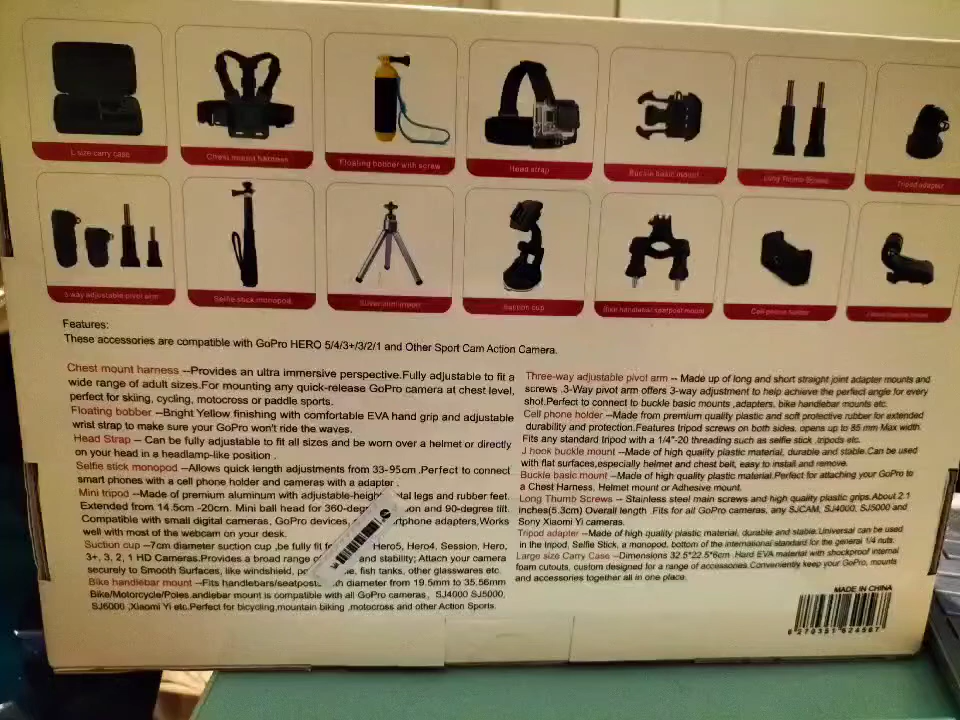 L size carry case
Chess mount harness
Floating bobber with screw
Head strap
Buckle basic mount
Long Thumb Screws
Tripod adapter
3-way adjustable pivot arm
Selfie stick monopod
Suction cup
Bike handlebar seatpost mount
Cell phone holder
Features:
These accessories are compatible with GoPro HERO 5/4/3+/3/2/1 and Other Sport Cam Action Camera.
Chest mount harness --Provides an ultra immersive perspective.Fully adjustable to fit a
wide range of adult sizes.For mounting any quick-release GoPro camera at chest level,
perfect for skiing, cycling, motocross or paddle sports.
Floating bobber --Bright Yellow finishing with comfortable EVA hand grip and adjustable
wrist strap to make sure your GoPro won't ride the waves.
Head Strap -- Can be fully adjustable to fit all sizes and be worn over a helmet or directly
on your head in a headlamp-like position .
Selfie stick monopod --Allows quick length adjustments from 33-95cm .Perfect to connect
smart phones with a cell phone holder and cameras with a adapter .
Mini tripod --Made of premium aluminum with adjustable-height legs and rubber feet.
Extended from 14.5cm -20cm. Mini ball head for 360-deg and 90-degree tilt.
Compatible with small digital cameras, GoPro devices, phone adapters,Works
well with most of the webcam on your desk.
Suction cup --7cm diameter suction cup ,be fully fit Hero5, Hero4, Session, Hero,
3+, 3, 2, 1 HD Cameras.Provides a broad range of and stability; Attach your camera
securely to Smooth Surfaces, like windshield, fish tanks, other glasswares etc.
Bike handlebar mount --Fits handlebars/seatposts diameter from 19.5mm to 35.56mm
Bike/Motorcycle/Poles.andlebar mount is compatible with all GoPro cameras, SJ4000 SJ5000,
SJ6000 ,Xiaomi Yi etc.Perfect for bicycling,mountain biking ,motocross and other Action Sports.
Three-way adjustable pivot arm -- Made up of long and short straight joint adapter mounts and
screws .3-Way pivot arm offers 3-way adjustment to help achieve the perfect angle for every
shot.Perfect to connect to buckle basic mounts ,adapters, bike handlebar mounts etc.
Cell phone holder --Made from premium quality plastic and soft protective rubber for extended
durability and protection.Features tripod screws on both sides, opens up to 85 mm Max width.
Fits any standard tripod with a 1/4"-20 threading such as selfie stick ,tripods etc.
J hook buckle mount --Made of high quality plastic material, durable and stable.Can be used
with flat surfaces,especially helmet and chest belt, easy to install and remove.
Buckle basic mount --Made of high quality plastic material.Perfect for attaching your GoPro to
a Chest Harness, Helmet mount or Adhesive mount.
Long Thumb Screws -- Stainless steel main screws and high quality plastic grips.About 2.1
inches(5.3cm) Overall length .Fits for all GoPro cameras, any SJCAM, SJ4000, SJ5000 and
Sony Xiaomi Yi cameras.
Tripod adapter --Made of high quality plastic material, durable and stable.Universal can be used
in the tripod, Selfie Stick, a monopod, bottom of the international standard for the general 1/4 nuts.
Large size Carry Case --Dimensions 32.5*22.5*6cm .Hard EVA material with shockproof internal
foam cutouts, custom designed for a range of accessories.Conveniently keep your GoPro, mounts
and accessories together all in one place.
MADE IN CHINA